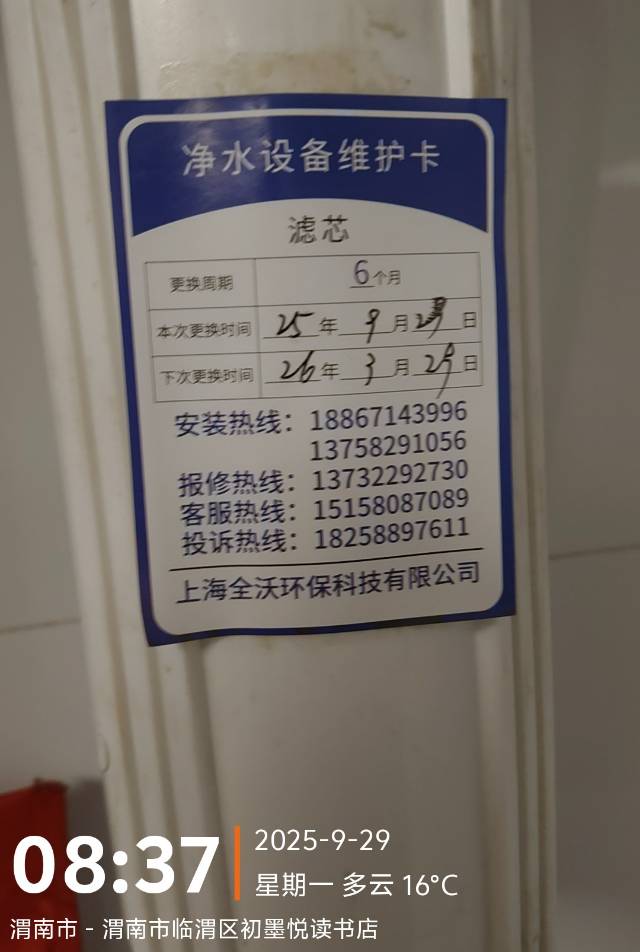 净水设备维护卡
滤芯
更换周期 6个月
本次更换时间 25年 9月29日
下次更换时间 26年 3月29日
安装热线：18867143996
13758291056
报修热线：13732292730
客服热线：15158087089
投诉热线：18258897611
上海全沃环保科技有限公司
08:37
2025-9-29
星期一 多云 16°C
渭南市 - 渭南市临渭区初墨悦读书店